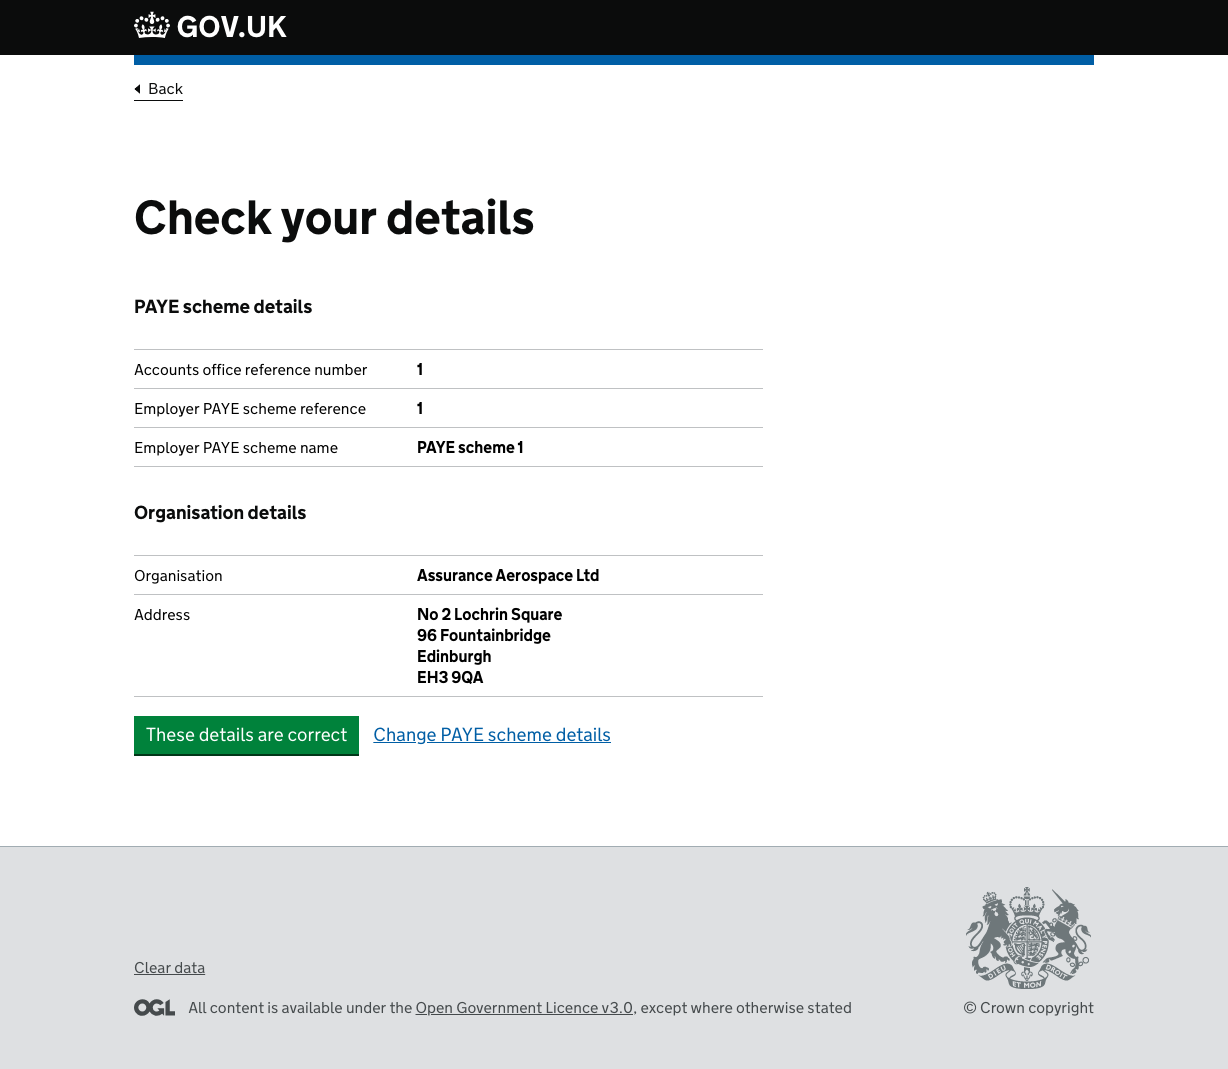 GOV.UK
Back
Check your details
PAYE scheme details
Accounts office reference number 1
Employer PAYE scheme reference 1
Employer PAYE scheme name PAYE scheme 1
Organisation details
Organisation Assurance Aerospace Ltd
Address No 2 Lochrin Square
96 Fountainbridge
Edinburgh
EH3 9QA
These details are correct Change PAYE scheme details
Clear data
OGL All content is available under the Open Government Licence v3.0, except where otherwise stated
DIEU ET MON DROIT
© Crown copyright